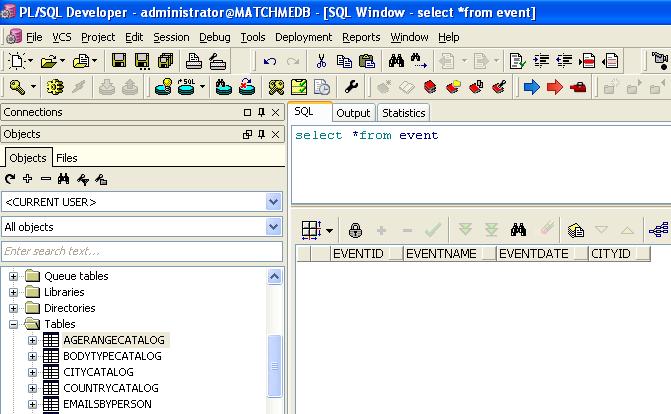 PL/SQL Developer - administrator@MATCHMEDB - [SQL Window - select *from event]
File VCS Project Edit Session Debug Tools Deployment Reports Window Help
SQL
Connections
SQL Output Statistics
Objects
select *from event
Objects Files
<CURRENT USER>
All objects
Enter search text...
EVENTID EVENTNAME EVENTDATE CITYID
Queue tables
Libraries
Directories
Tables
AGERANGECATALOG
BODYTYPECATALOG
CITYCATALOG
COUNTRYCATALOG
EMAILSBYPERSON